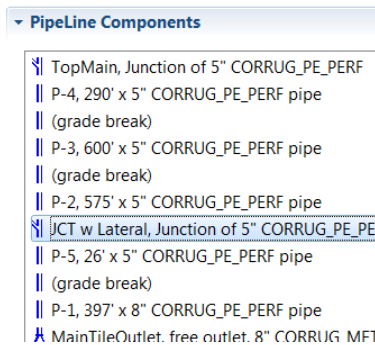 PipeLine Components
TopMain, Junction of 5" CORRUG_PE_PERF
P-4, 290' x 5" CORRUG_PE_PERF pipe
(grade break)
P-3, 600' x 5" CORRUG_PE_PERF pipe
(grade break)
P-2, 575' x 5" CORRUG_PE_PERF pipe
JCT w Lateral, Junction of 5" CORRUG_PE_PE
P-5, 26' x 5" CORRUG_PE_PERF pipe
(grade break)
P-1, 397' x 8" CORRUG_PE_PERF pipe
MainTileOutlet, free outlet, 8" CORRUG_MET